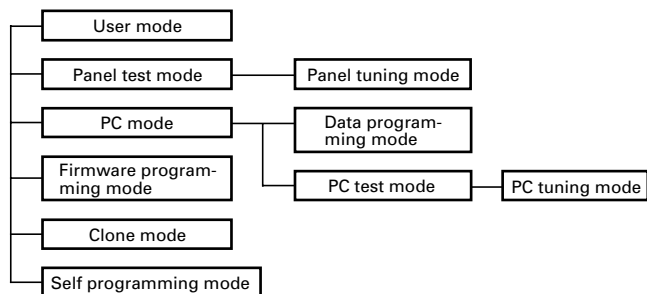 User mode
Panel test mode
Panel tuning mode
PC mode
Data program-
ming mode
Firmware program-
ming mode
PC test mode
PC tuning mode
Clone mode
Self programming mode